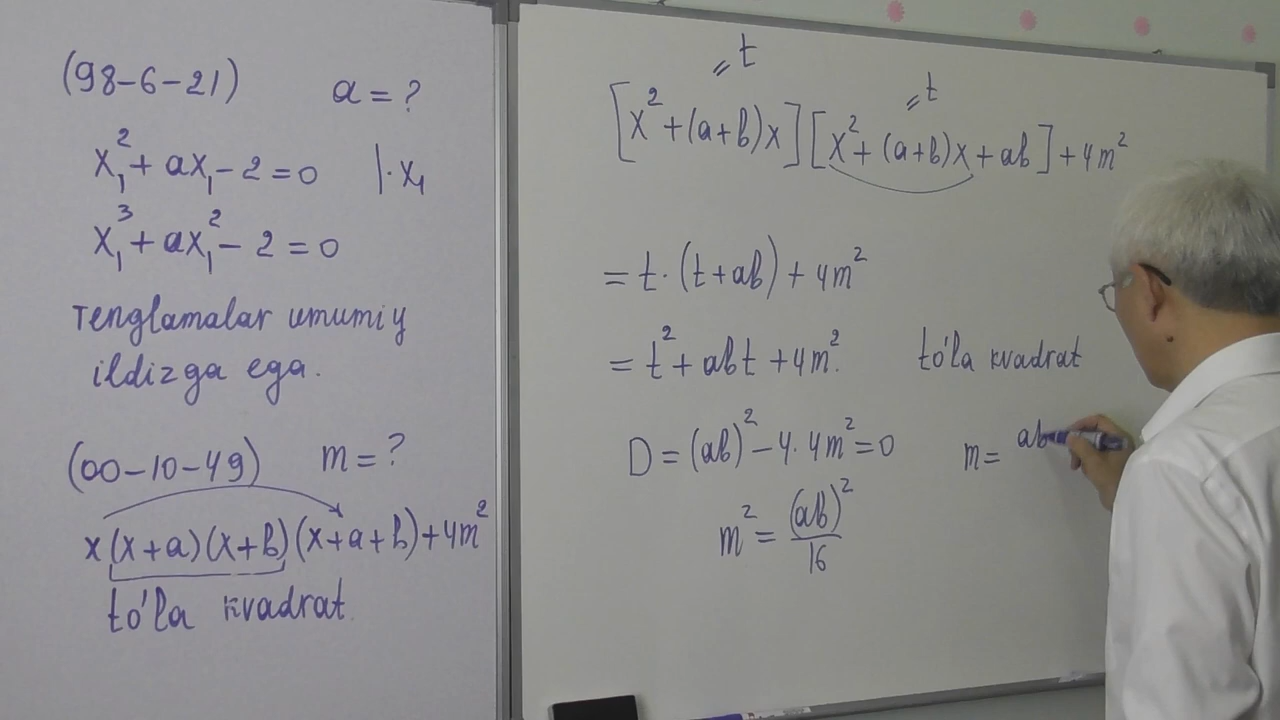 (98-6-21) a = ?
x₁² + ax₁ - 2 = 0 | · x₁
x₁³ + ax₁² - 2 = 0
Tenglamalar umumiy
ildizga ega.
(00-10-49) m = ?
x(x+a)(x+b)(x+a+b)+4m²
to'la kvadrat
= t
= t
[x² + (a+b)x][x² + (a+b)x + ab] + 4m²
= t · (t + ab) + 4m²
= t² + abt + 4m². to'la kvadrat
D = (ab)² - 4 · 4m² = 0 m = ab
m² = (ab)² / 16